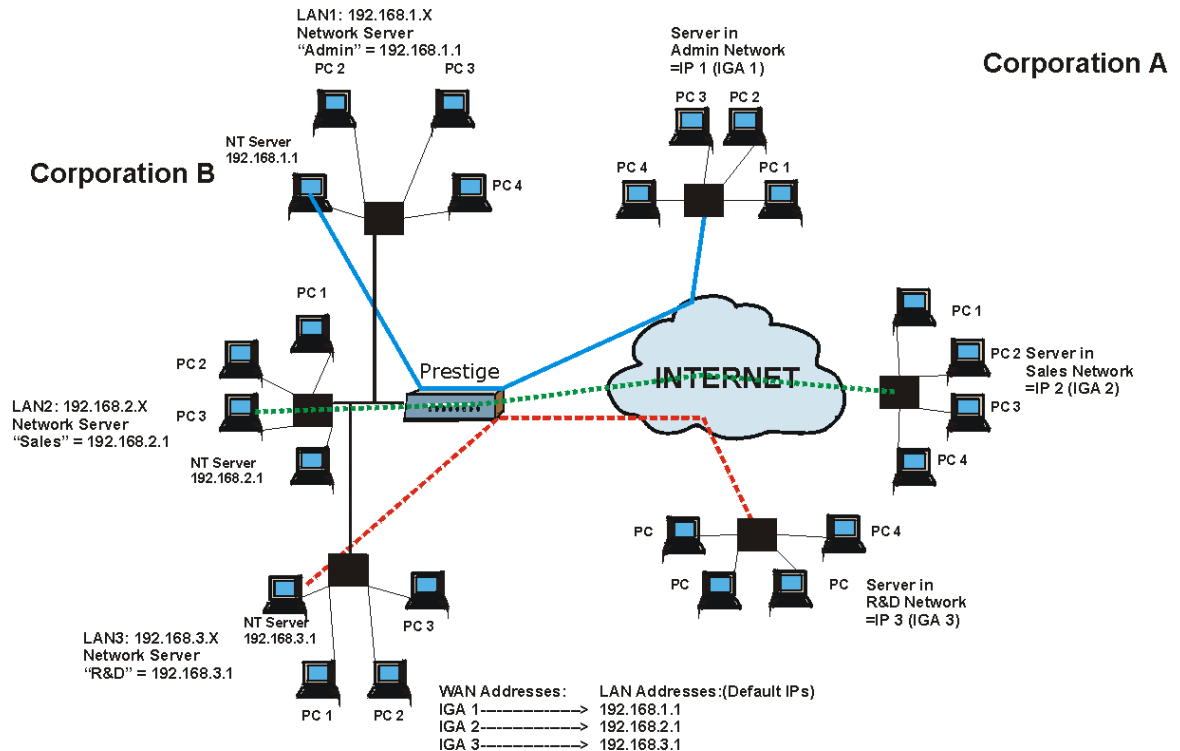 LAN1: 192.168.1.X
Network Server
“Admin” = 192.168.1.1
PC 2
PC 3
NT Server
192.168.1.1
PC 4
Corporation B
Server in
Admin Network
=IP 1 (IGA 1)
Corporation A
PC 3
PC 2
PC 4
PC 1
PC 1
PC 2
PC 3
LAN2: 192.168.2.X
Network Server
“Sales” = 192.168.2.1
NT Server
192.168.2.1
Prestige
INTERNET
PC 1
PC 2
Server in
Sales Network
=IP 2 (IGA 2)
PC 3
PC 4
PC
PC 4
PC
PC
Server in
R&D Network
=IP 3 (IGA 3)
NT Server
192.168.3.1
PC 3
LAN3: 192.168.3.X
Network Server
“R&D” = 192.168.3.1
PC 1
PC 2
WAN Addresses: LAN Addresses:(Default IPs)
IGA 1----------------------> 192.168.1.1
IGA 2----------------------> 192.168.2.1
IGA 3----------------------> 192.168.3.1